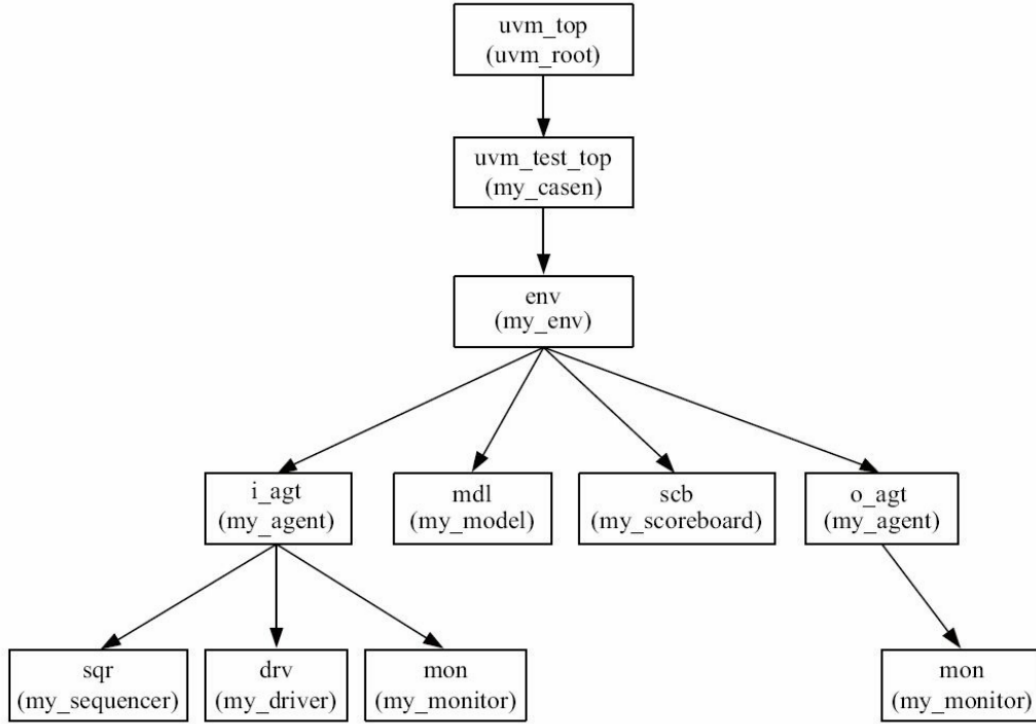 uvm_top
(uvm_root)
uvm_test_top
(my_casen)
env
(my_env)
i_agt
(my_agent)
mdl
(my_model)
scb
(my_scoreboard)
o_agt
(my_agent)
sqr
(my_sequencer)
drv
(my_driver)
mon
(my_monitor)
mon
(my_monitor)